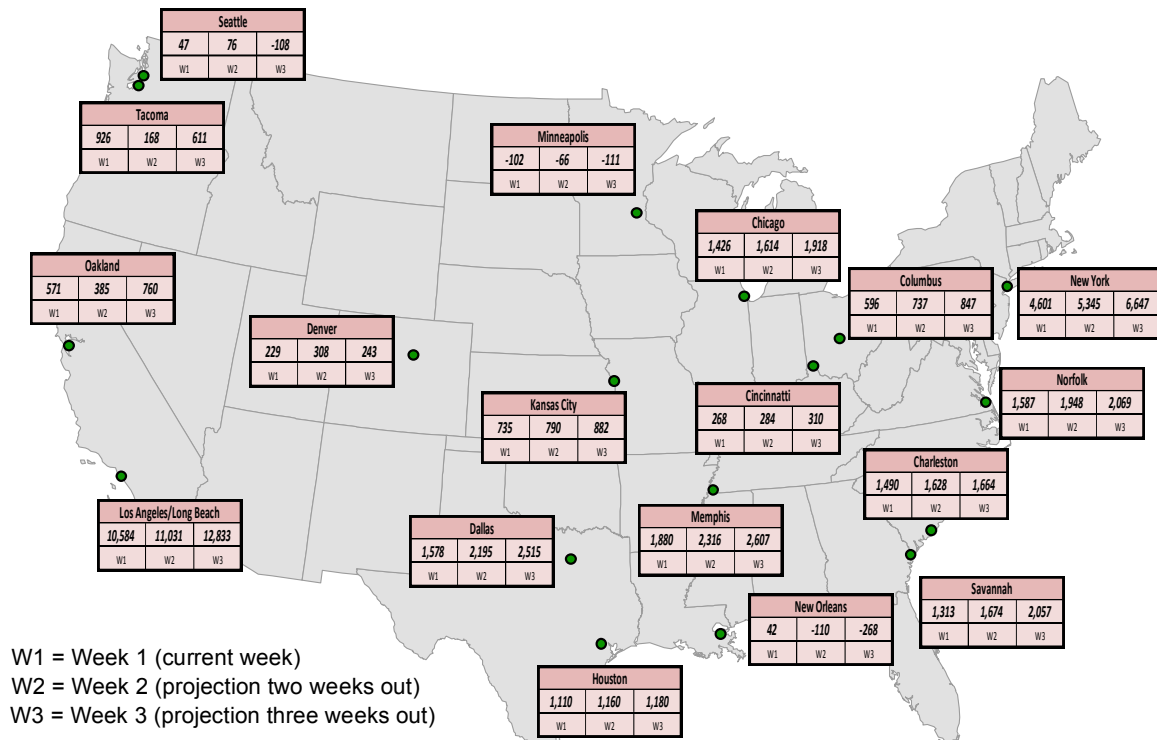 Seattle
47 76 -108
W1 W2 W3
Tacoma
926 168 611
W1 W2 W3
Minneapolis
-102 -66 -111
W1 W2 W3
Chicago
1,426 1,614 1,918
W1 W2 W3
Oakland
571 385 760
W1 W2 W3
Columbus
596 737 847
W1 W2 W3
New York
4,601 5,345 6,647
W1 W2 W3
Denver
229 308 243
W1 W2 W3
Norfolk
1,587 1,948 2,069
W1 W2 W3
Kansas City
735 790 882
W1 W2 W3
Cincinnatti
268 284 310
W1 W2 W3
Charleston
1,490 1,628 1,664
W1 W2 W3
Los Angeles/Long Beach
10,584 11,031 12,833
W1 W2 W3
Dallas
1,578 2,195 2,515
W1 W2 W3
Memphis
1,880 2,316 2,607
W1 W2 W3
Savannah
1,313 1,674 2,057
W1 W2 W3
New Orleans
42 -110 -268
W1 W2 W3
Houston
1,110 1,160 1,180
W1 W2 W3
W1 = Week 1 (current week)
W2 = Week 2 (projection two weeks out)
W3 = Week 3 (projection three weeks out)